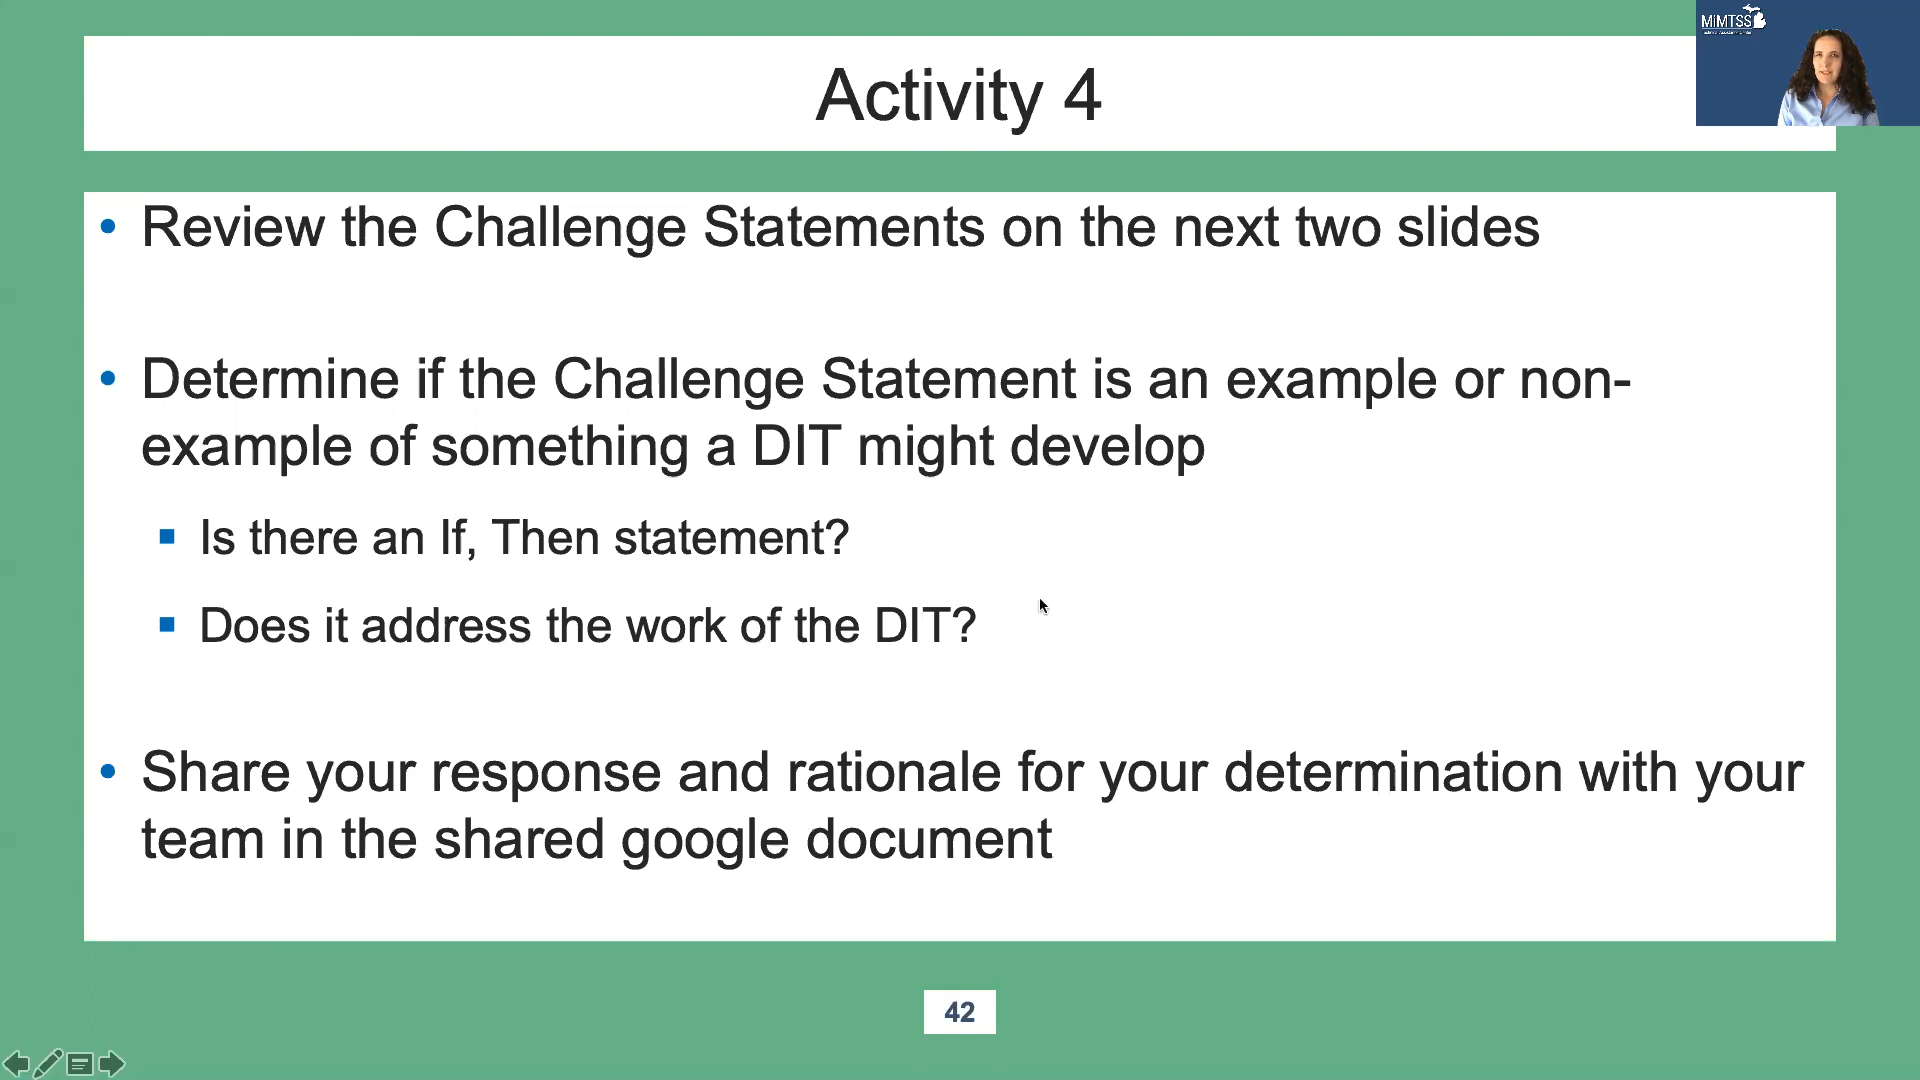 MiMTSS
Technical Assistance Center
Activity 4
• Review the Challenge Statements on the next two slides
• Determine if the Challenge Statement is an example or non-
example of something a DIT might develop
▪ Is there an If, Then statement?
▪ Does it address the work of the DIT?
• Share your response and rationale for your determination with your
team in the shared google document
42